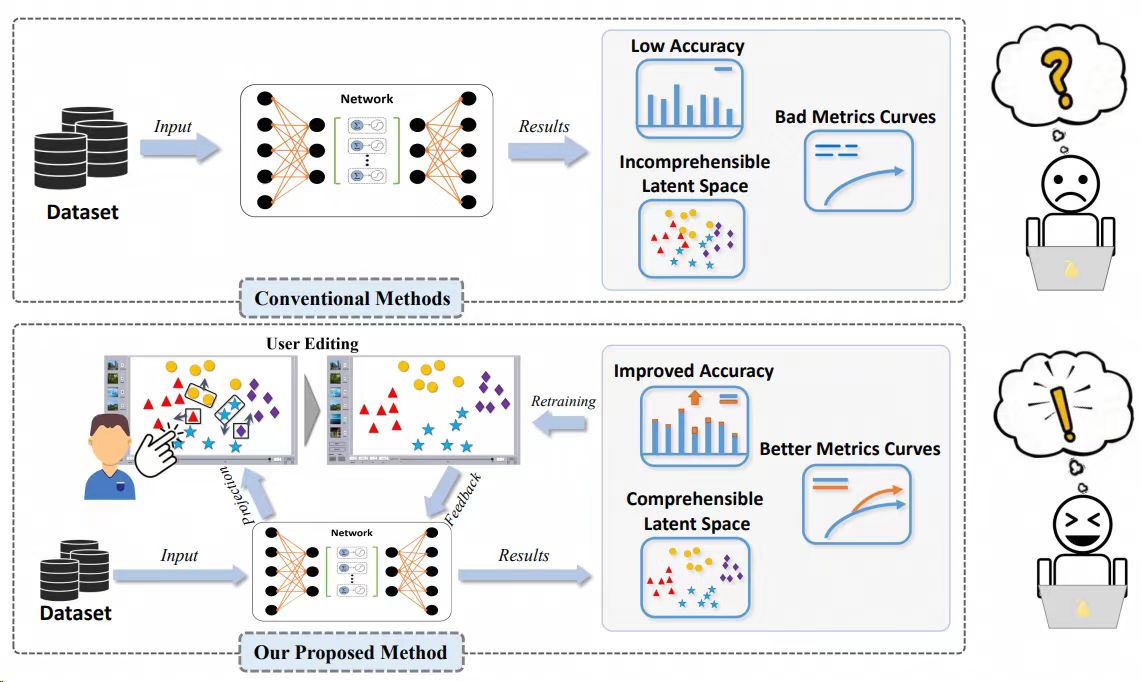 Low Accuracy
Bad Metrics Curves
Incomprehensible
Latent Space
Network
Input
Results
Dataset
Conventional Methods
User Editing
Retraining
Projection
Feedback
Improved Accuracy
Better Metrics Curves
Comprehensible
Latent Space
Network
Input
Results
Dataset
Our Proposed Method